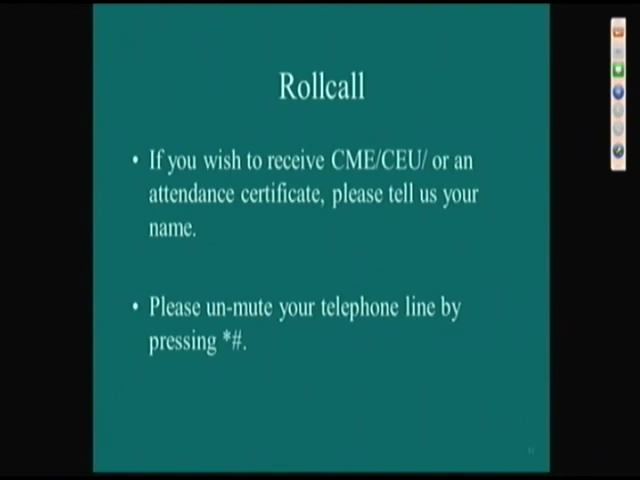 Rollcall
• If you wish to receive CME/CEU/ or an
attendance certificate, please tell us your
name.
• Please un-mute your telephone line by
pressing *#.